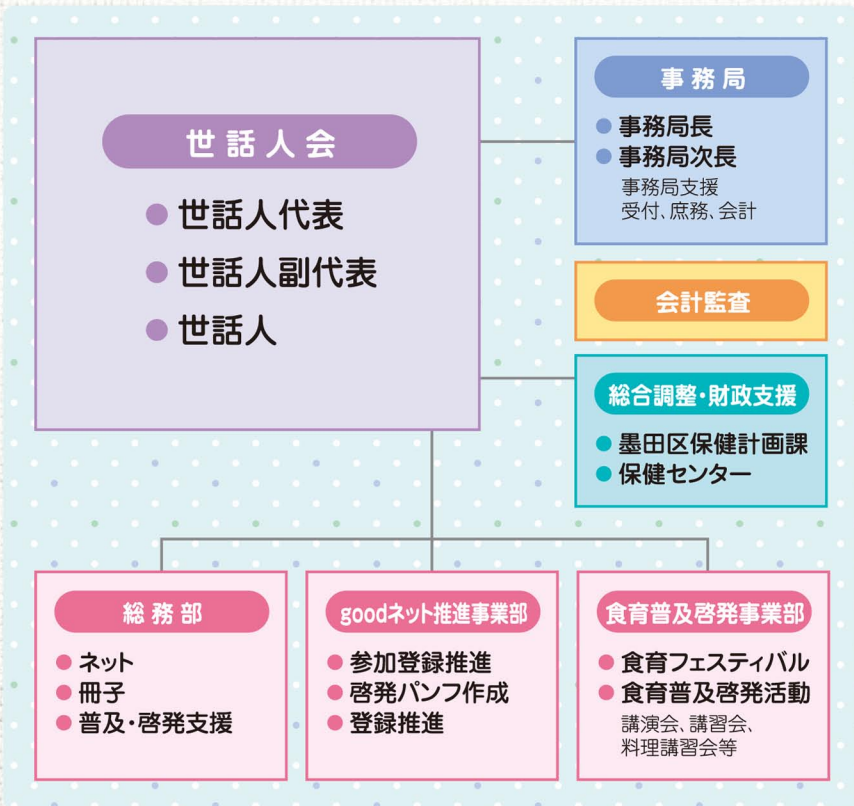 世話人会
● 世話人代表
● 世話人副代表
● 世話人
事務局
● 事務局長
● 事務局次長
事務局支援
受付、庶務、会計
会計監査
総合調整・財政支援
● 墨田区保健計画課
● 保健センター
総務部
● ネット
● 冊子
● 普及・啓発支援
goodネット推進事業部
● 参加登録推進
● 啓発パンフ作成
● 登録推進
食育普及啓発事業部
● 食育フェスティバル
● 食育普及啓発活動
講演会、講習会、
料理講習会等